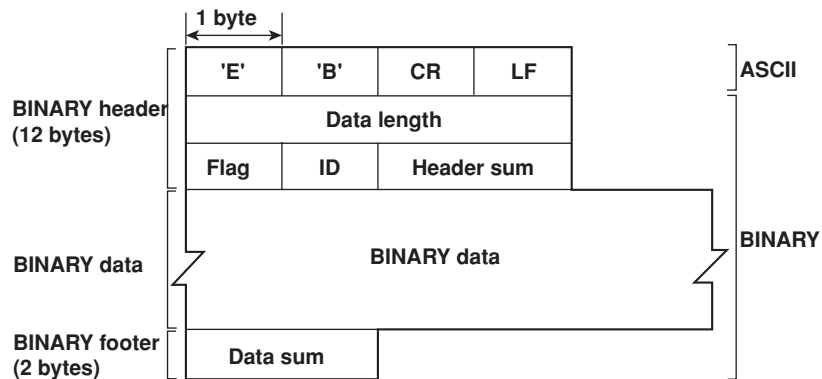 1 byte
'E' 'B' CR LF ASCII
BINARY header
(12 bytes)
Data length
Flag ID Header sum
BINARY
BINARY data
BINARY data
BINARY footer
(2 bytes)
Data sum